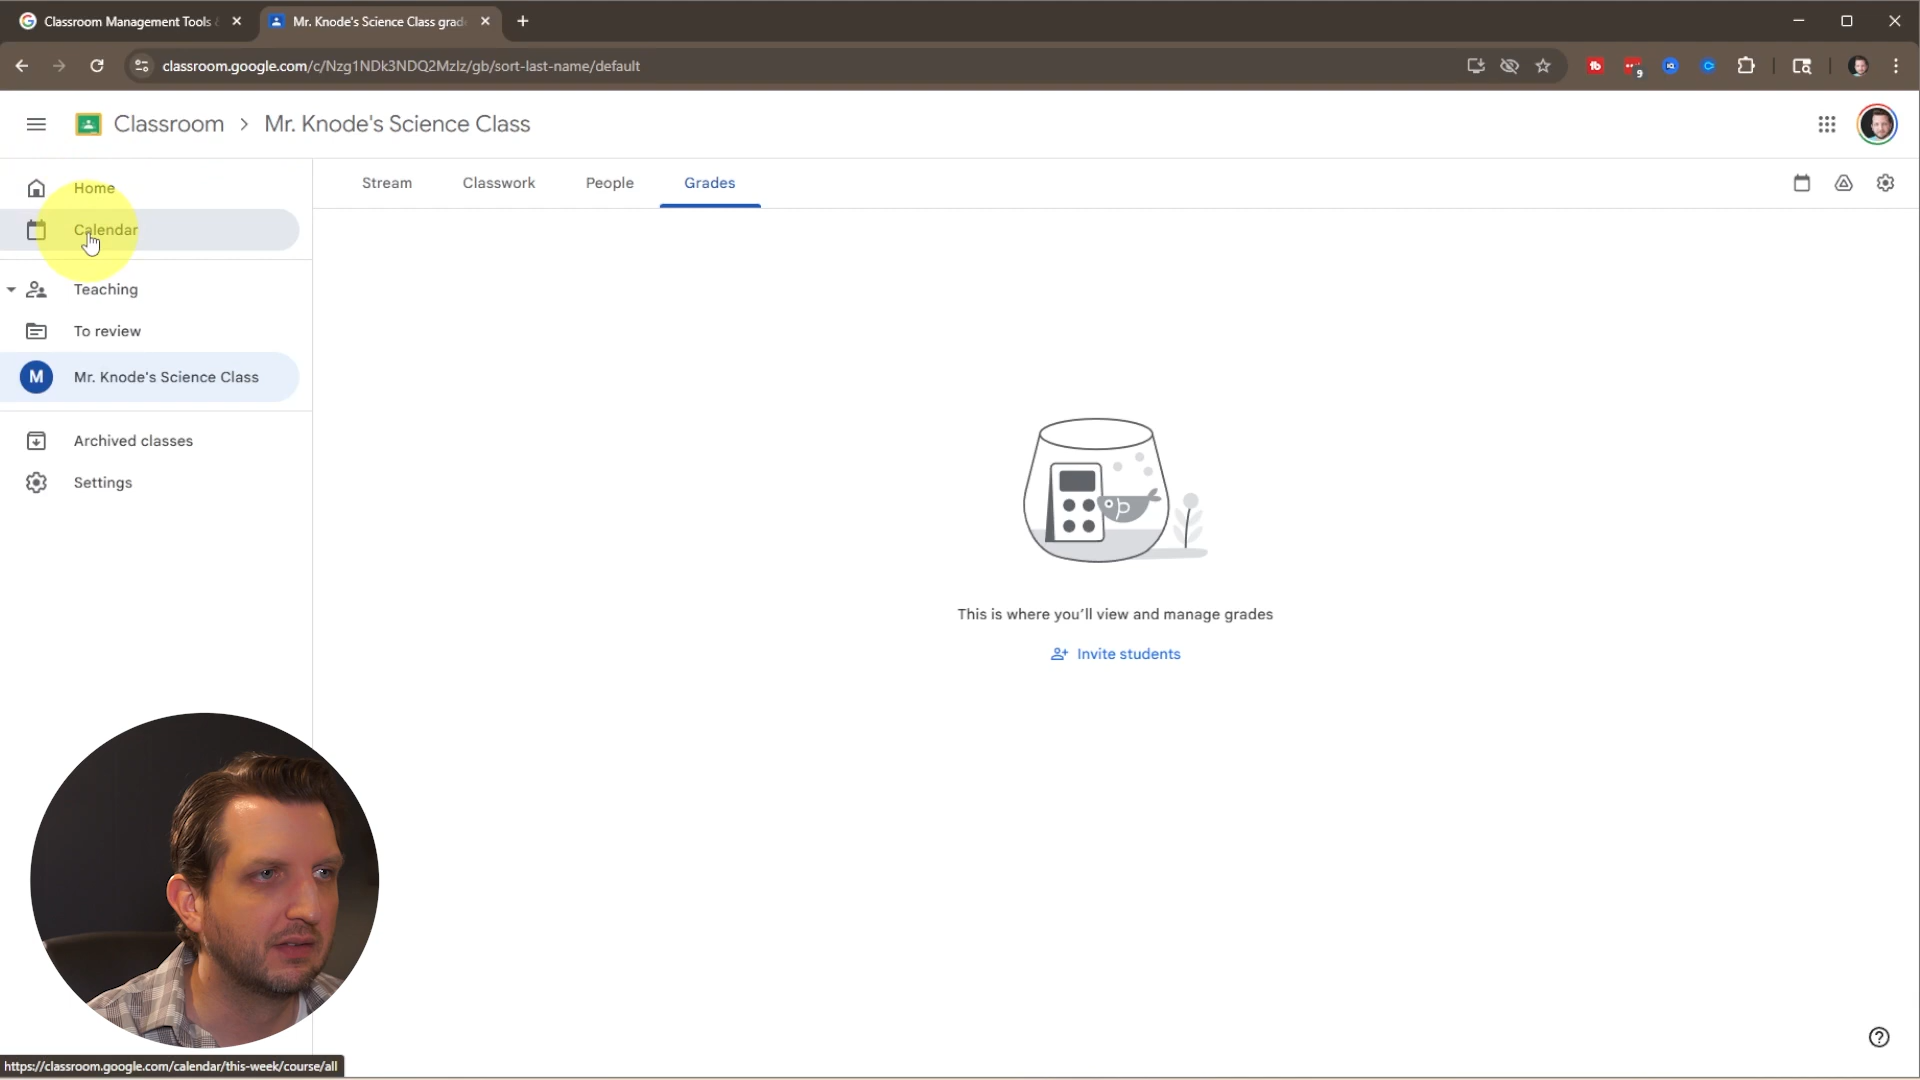 Classroom Management Tools
Mr. Knode's Science Class grad
classroom.google.com/c/Nzg1NDk3NDQ2MzIz/gb/sort-last-name/default
9
Classroom > Mr. Knode's Science Class
Home
Calendar
Teaching
To review
M Mr. Knode's Science Class
Archived classes
Settings
Stream Classwork People Grades
This is where you'll view and manage grades
Invite students
https://classroom.google.com/calendar/this-week/course/all